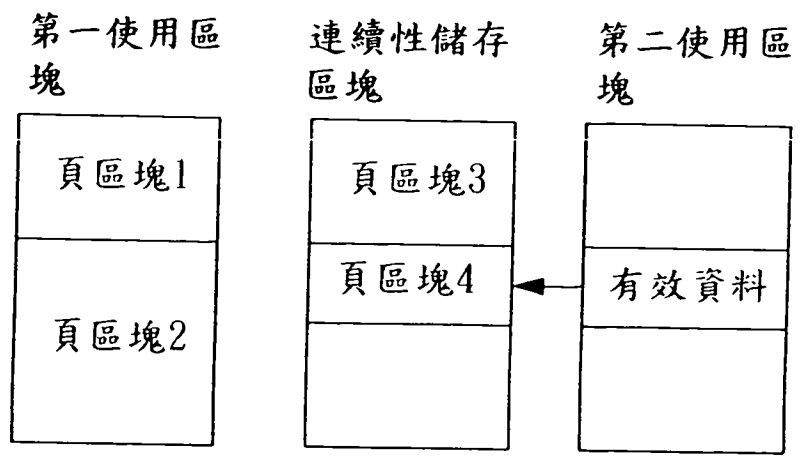 第一使用區
塊
連續性儲存
區塊
第二使用區
塊
頁區塊1
頁區塊2
頁區塊3
頁區塊4
有效資料